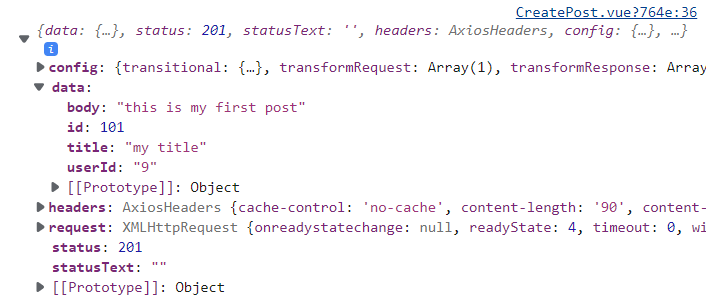 CreatePost.vue?764e:36
{data: {…}, status: 201, statusText: '', headers: AxiosHeaders, config: {…}, …}
i
config: {transitional: {…}, transformRequest: Array(1), transformResponse: Array
data:
body: "this is my first post"
id: 101
title: "my title"
userId: "9"
[[Prototype]]: Object
headers: AxiosHeaders {cache-control: 'no-cache', content-length: '90', content-
request: XMLHttpRequest {onreadystatechange: null, readyState: 4, timeout: 0, wi
status: 201
statusText: ""
[[Prototype]]: Object